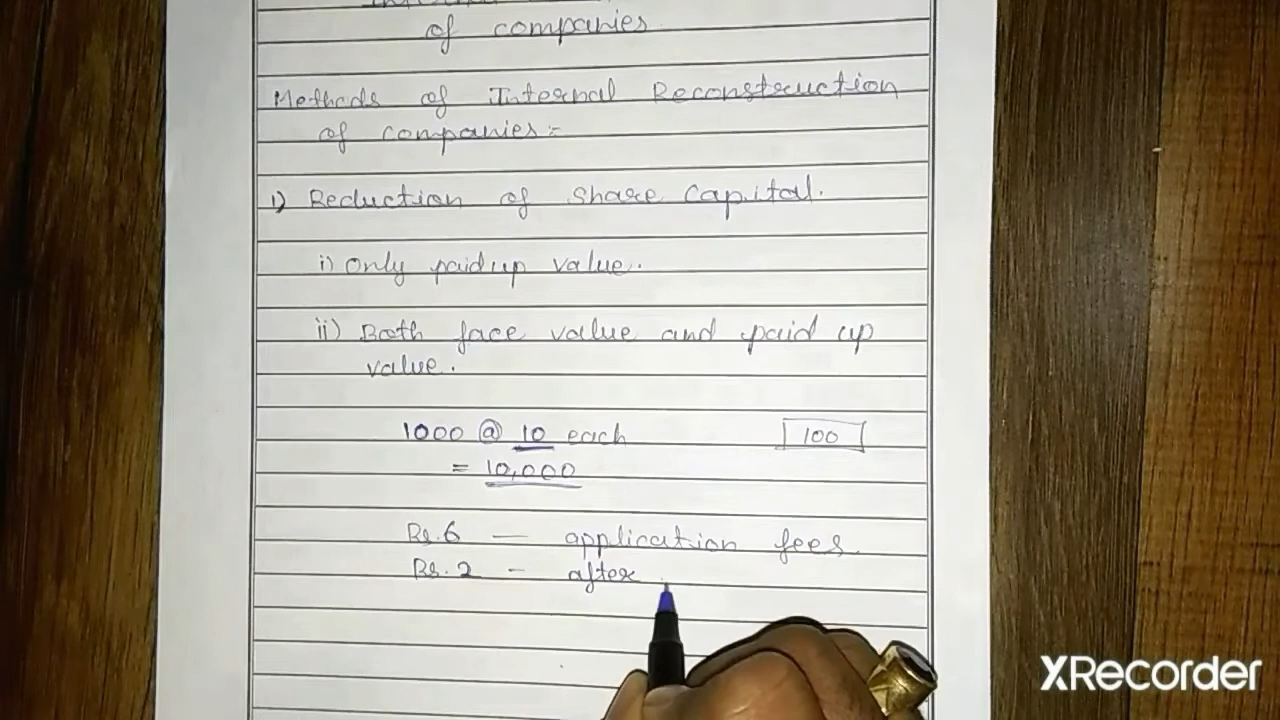 of companies
Methods of Internal Reconstruction
of companies:-
1) Reduction of share capital.
i) Only paid up value.
ii) Both face value and paid up
value.
1000 @ 10 each
100
= 10,000
Rs.6 — application fees
Rs.2 – after
XRecorder